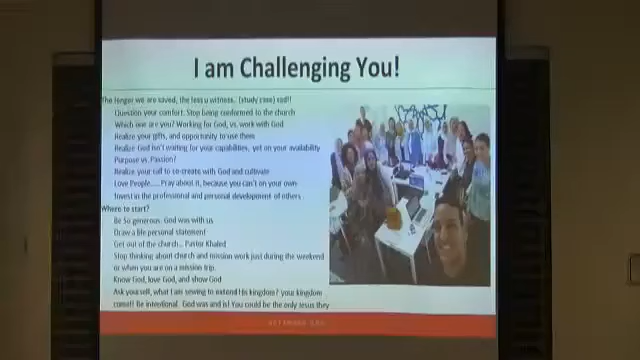 I am Challenging You!
The longer we are saved, the less u witness.. (study case) sad!!
Question your comfort. Stop being conformed to the church
Which one are you? Working for God, vs. work with God
Realize your gifts, and opportunity to use them
Realize God isn't waiting for your capabilities, yet on your availability
Purpose vs. Passion?
Realize your call to co-create with God and cultivate
Love People..... Pray about it, because you can't on your own
Invest in the professional and personal development of others
Where to start?
Be So generous. God was with us
Draw a life personal statement
Get out of the church... Pastor Khaled
Stop thinking about church and mission work just during the weekend
or when you are on a mission trip.
Know God, love God, and show God
Ask yourself, what I am sewing to extend His kingdom? your kingdom
come!! Be intentional. God was and is! You could be the only Jesus they